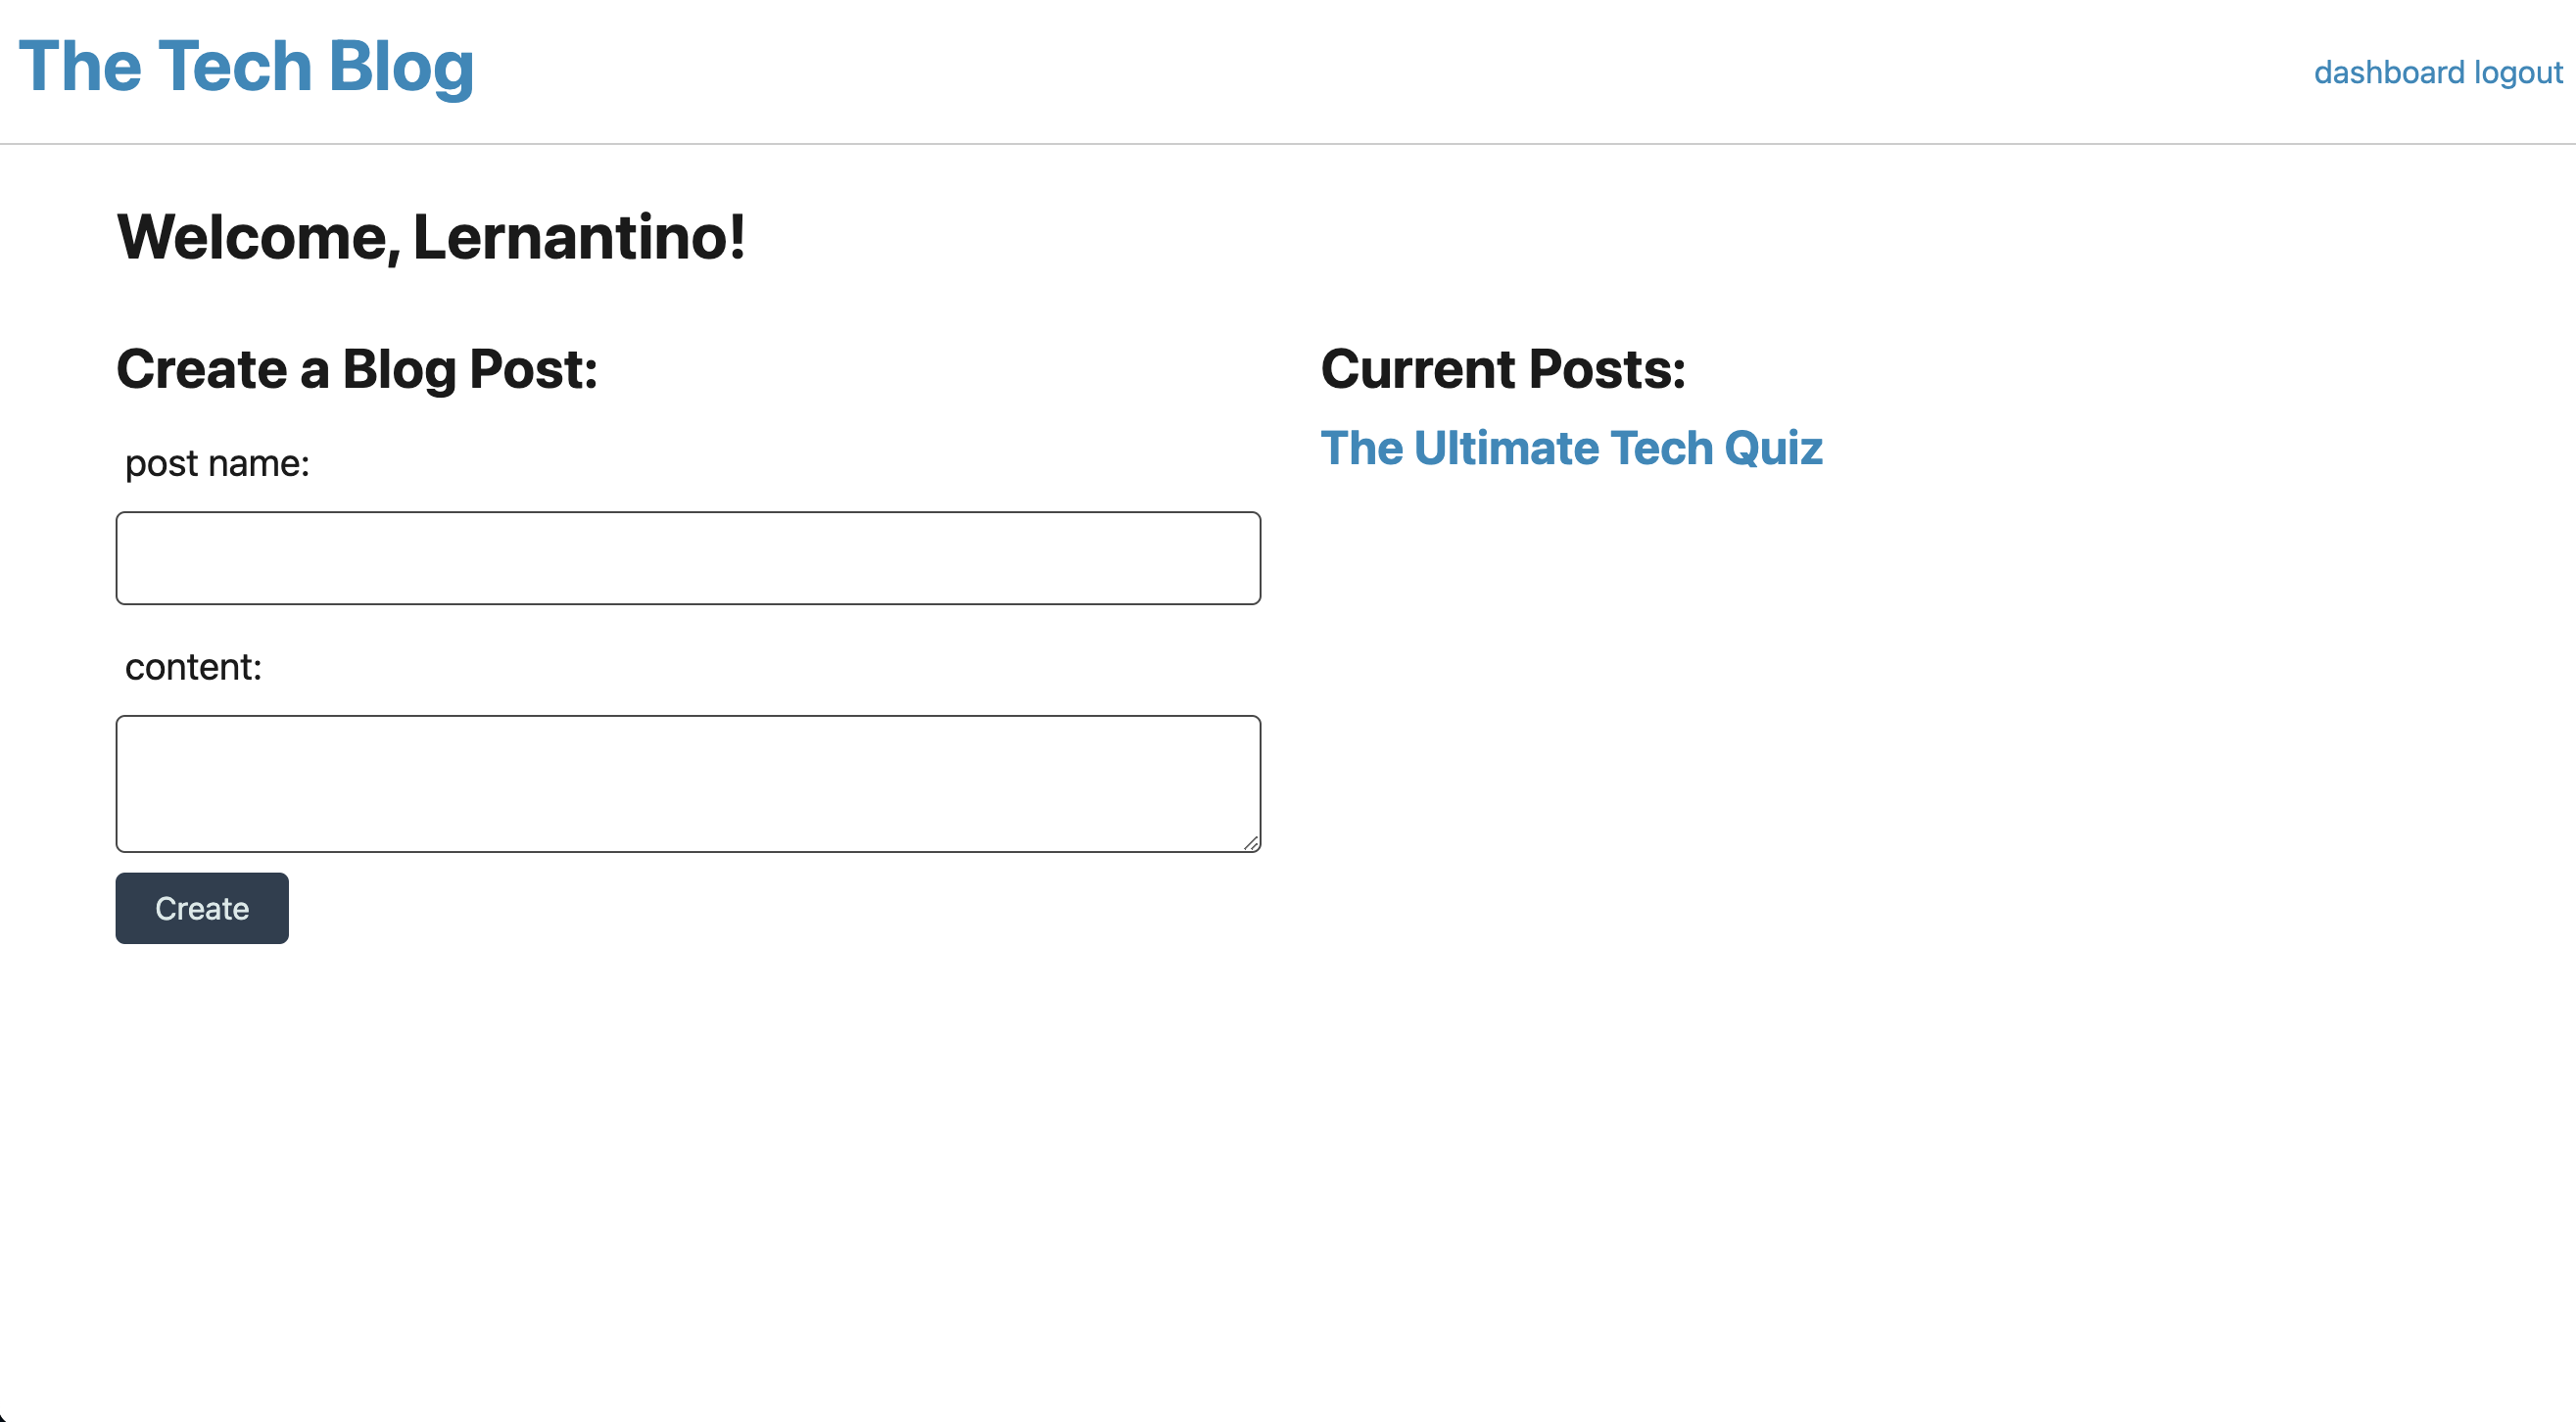 The Tech Blog
dashboard logout
Welcome, Lernantino!
Create a Blog Post:
post name:
content:
Create
Current Posts:
The Ultimate Tech Quiz